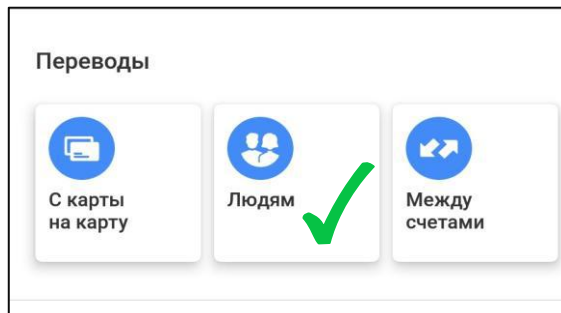 Переводы
С карты
на карту
Людям
Между
счетами